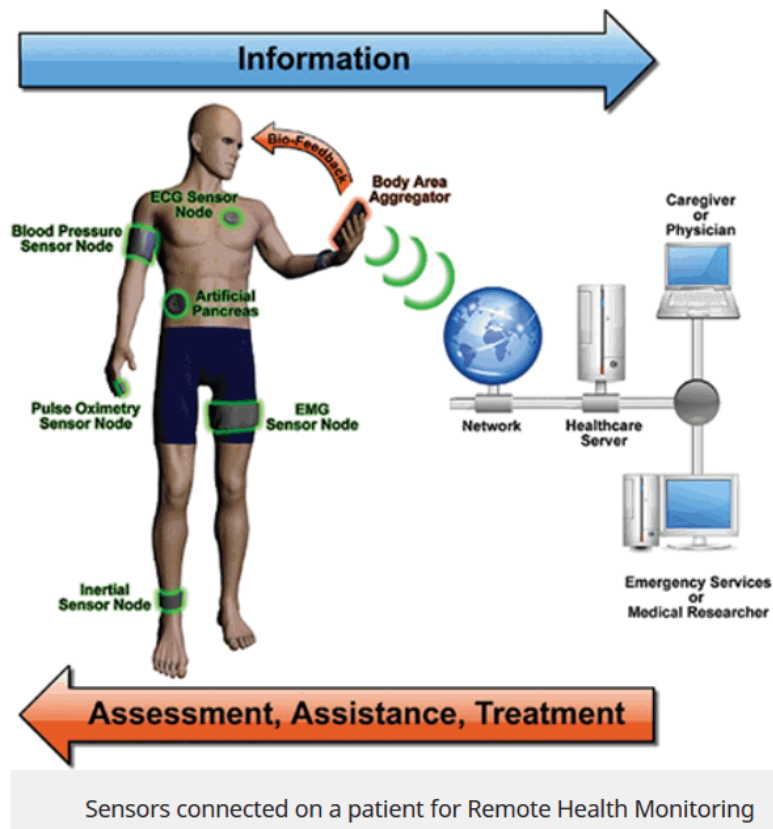 Information
Bio-Feedback
Body Area
Aggregator
ECG Sensor
Node
Blood Pressure
Sensor Node
Artificial
Pancreas
Pulse Oximetry
Sensor Node
EMG
Sensor Node
Inertial
Sensor Node
Caregiver
or
Physician
Network
Healthcare
Server
Emergency Services
or
Medical Researcher
Assessment, Assistance, Treatment
Sensors connected on a patient for Remote Health Monitoring